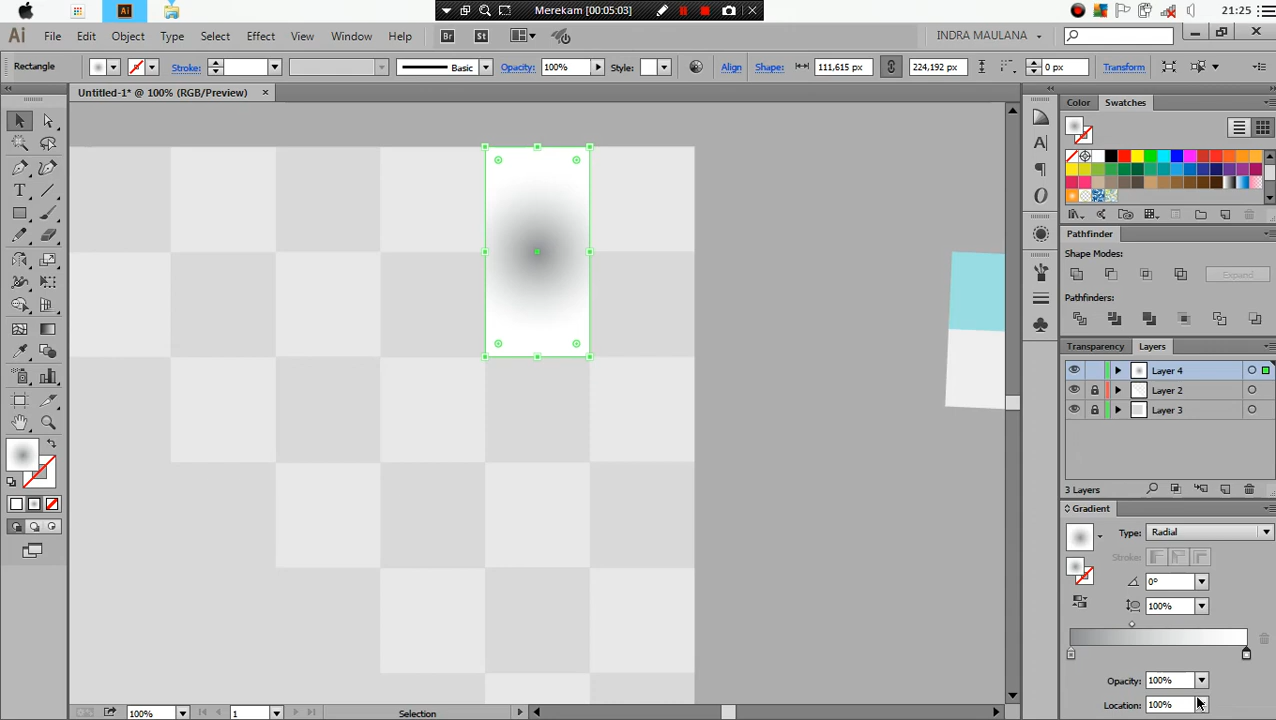 Merekam [00:05:03]
21:25
Ai
File Edit Object Type Select Effect View Window Help
Br St
INDRA MAULANA
Rectangle Stroke: Basic Opacity: 100% Style: Align Shape: 111,615 px 224,192 px 0 px Transform
Untitled-1* @ 100% (RGB/Preview) ×
Color Swatches
Pathfinder
Shape Modes:
Expand
Pathfinders:
Transparency Layers
Layer 4
Layer 2
Layer 3
3 Layers
Gradient
Type: Radial
Stroke:
0°
100%
Opacity: 100%
Location: 100%
100% 1 Selection